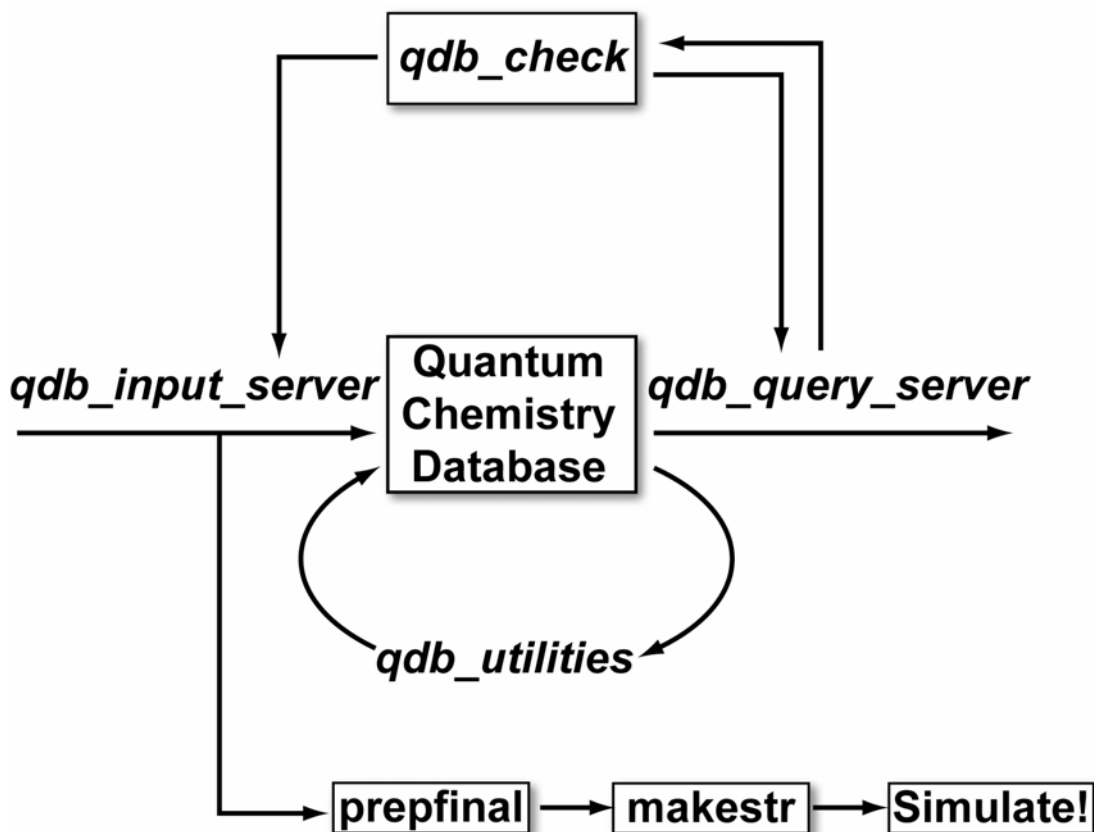 qdb_check
qdb_input_server
Quantum
Chemistry
Database
qdb_query_server
qdb_utilities
prepfinal
makestr
Simulate!